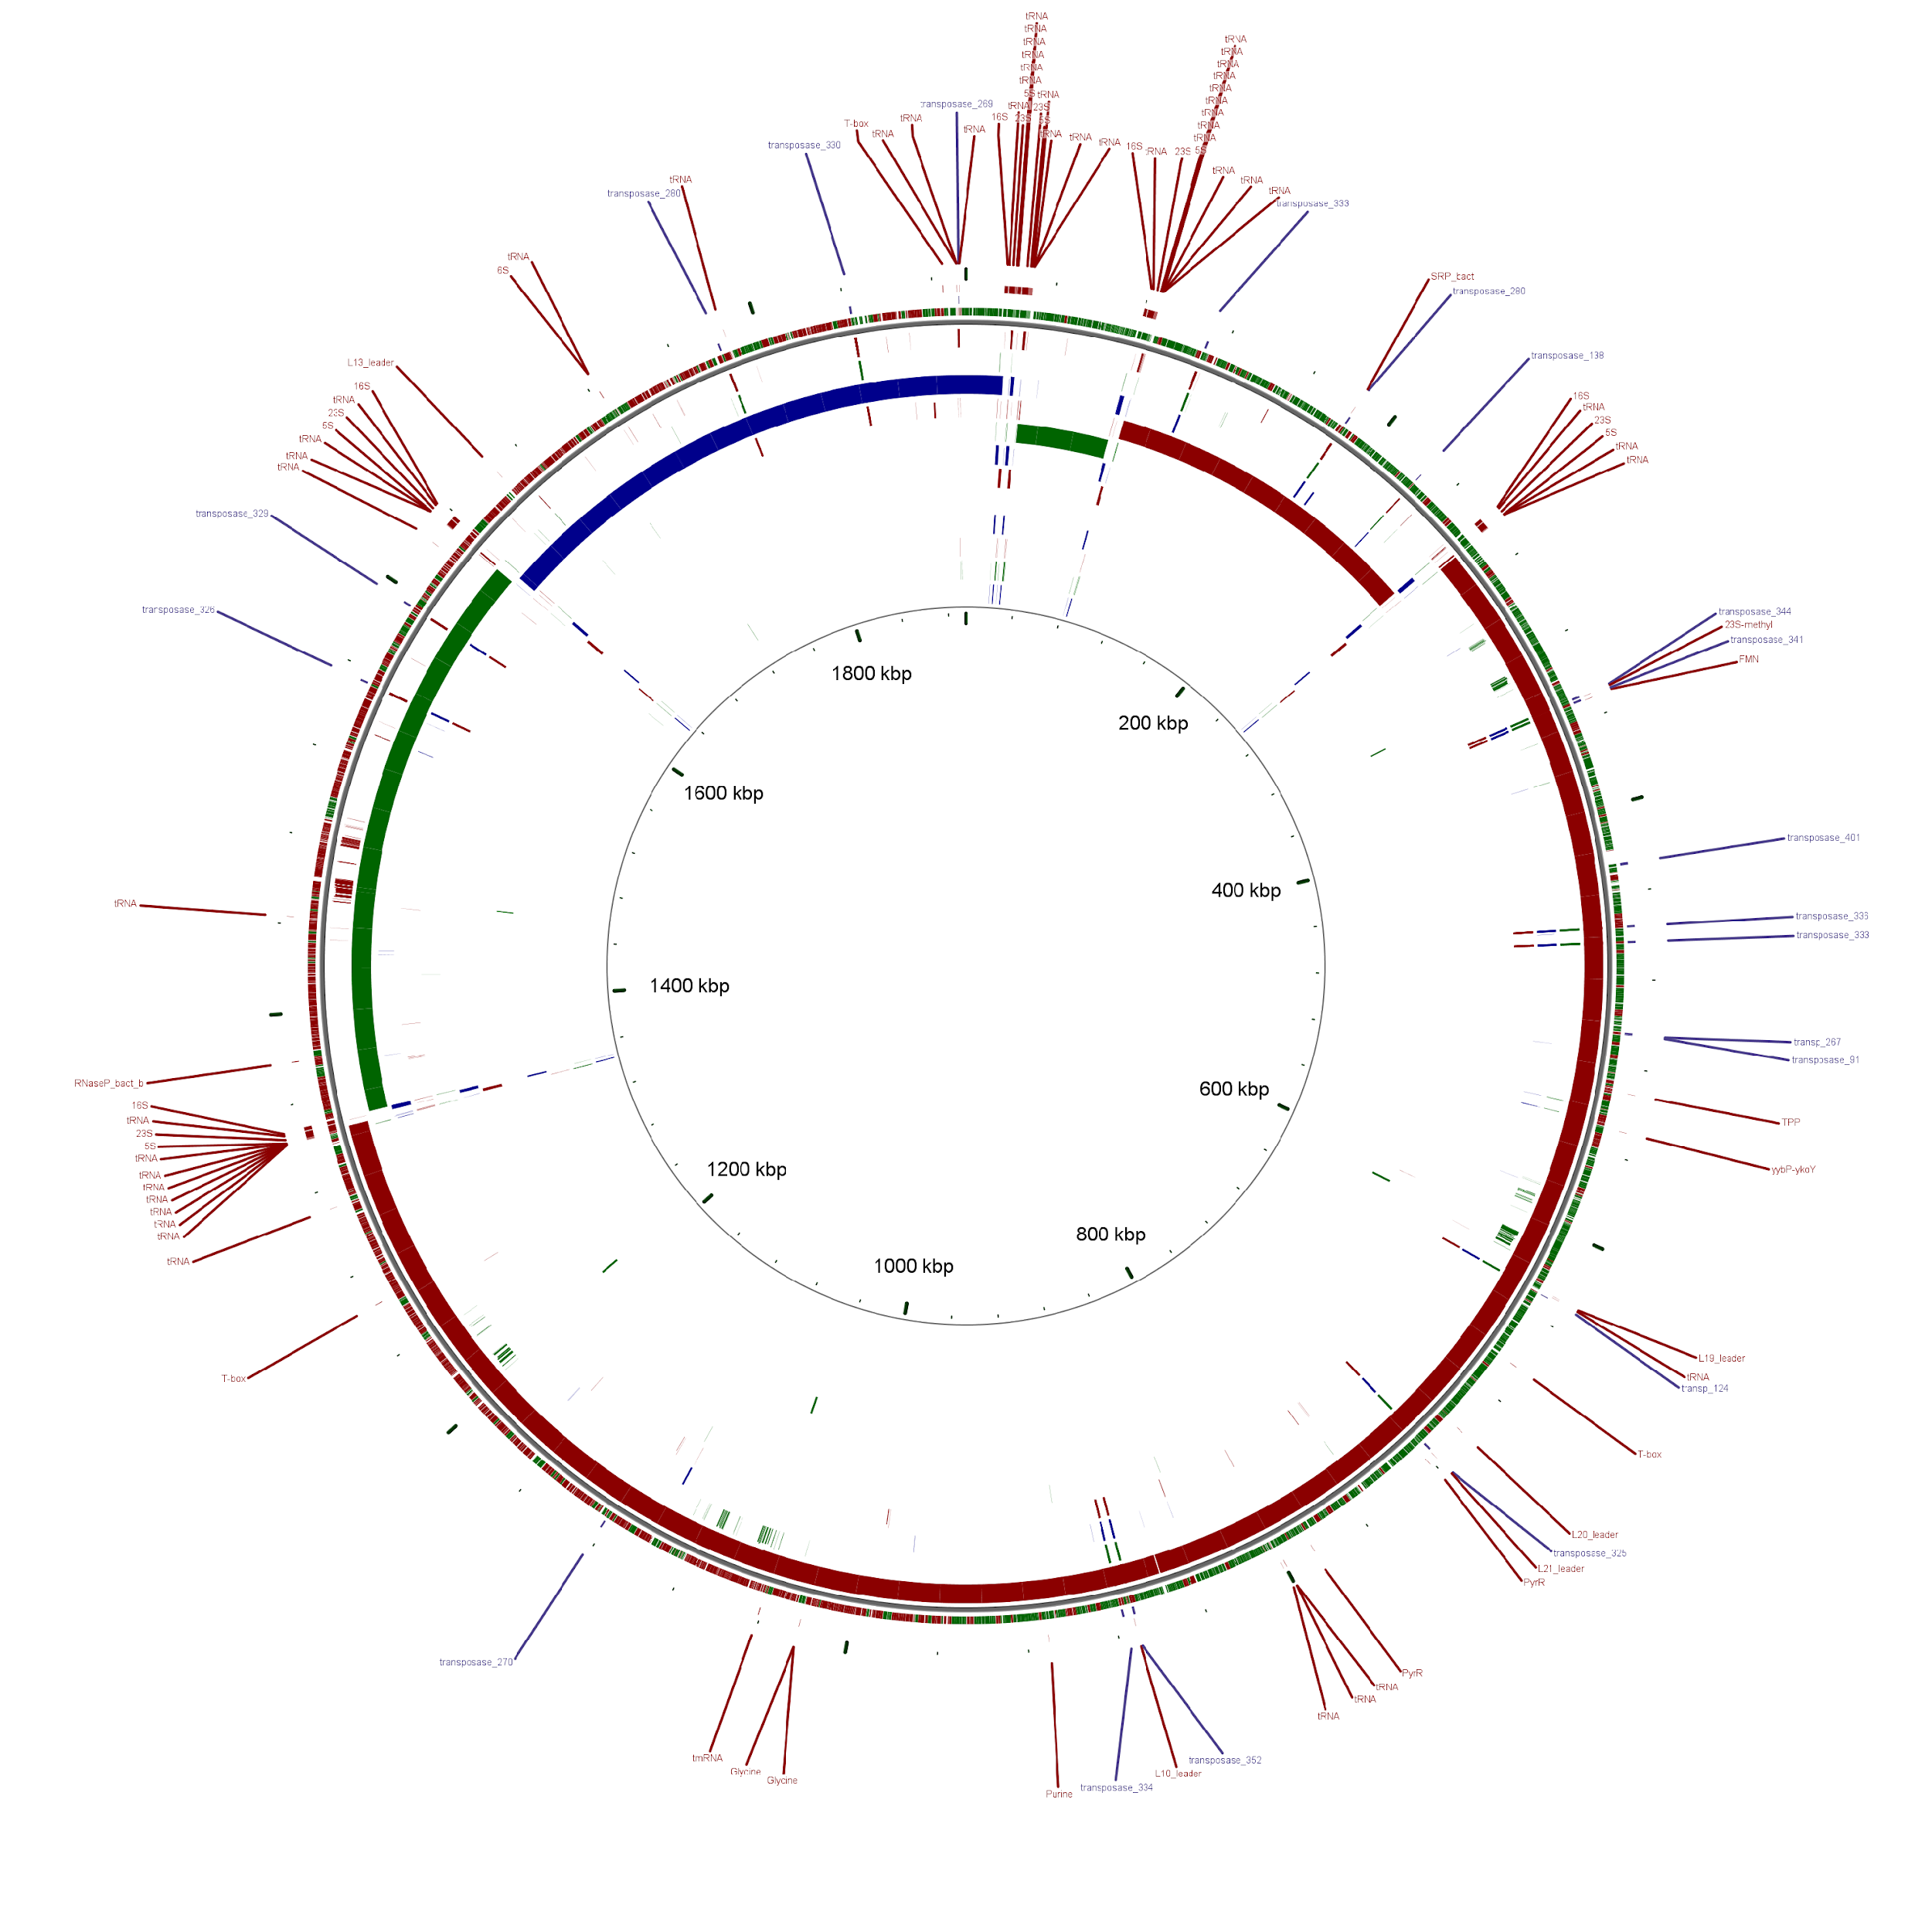 tRNA
tRNA
tRNA
tRNA
tRNA
tRNA
5S
tRNA
tRNA
23S
23S
5S
16S
tRNA
tRNA
tRNA
tRNA
transposase_269
tRNA
tRNA
T-box
transposase_330
tRNA
transposase_280
tRNA
6S
L13_leader
16S
tRNA
23S
5S
tRNA
tRNA
tRNA
transposase_329
transposase_326
tRNA
RNaseP_bact_b
16S
tRNA
23S
5S
tRNA
tRNA
tRNA
tRNA
tRNA
tRNA
tRNA
tRNA
T-box
transposase_270
tmRNA
Glycine
Glycine
Purine
transposase_334
L10_leader
transposase_352
tRNA
tRNA
tRNA
PyrR
PyrR
L21_leader
transposase_325
L20_leader
T-box
transp_124
tRNA
L19_leader
yybP-ykoY
TPP
transposase_91
transp_267
transposase_333
transposase_336
transposase_401
FMN
transposase_341
23S-methyl
transposase_344
tRNA
tRNA
5S
23S
tRNA
16S
transposase_138
transposase_280
SRP_bact
transposase_333
tRNA
tRNA
tRNA
5S
tRNA
tRNA
tRNA
tRNA
tRNA
tRNA
tRNA
tRNA
tRNA
23S
tRNA
16S
200 kbp
400 kbp
600 kbp
800 kbp
1000 kbp
1200 kbp
1400 kbp
1600 kbp
1800 kbp